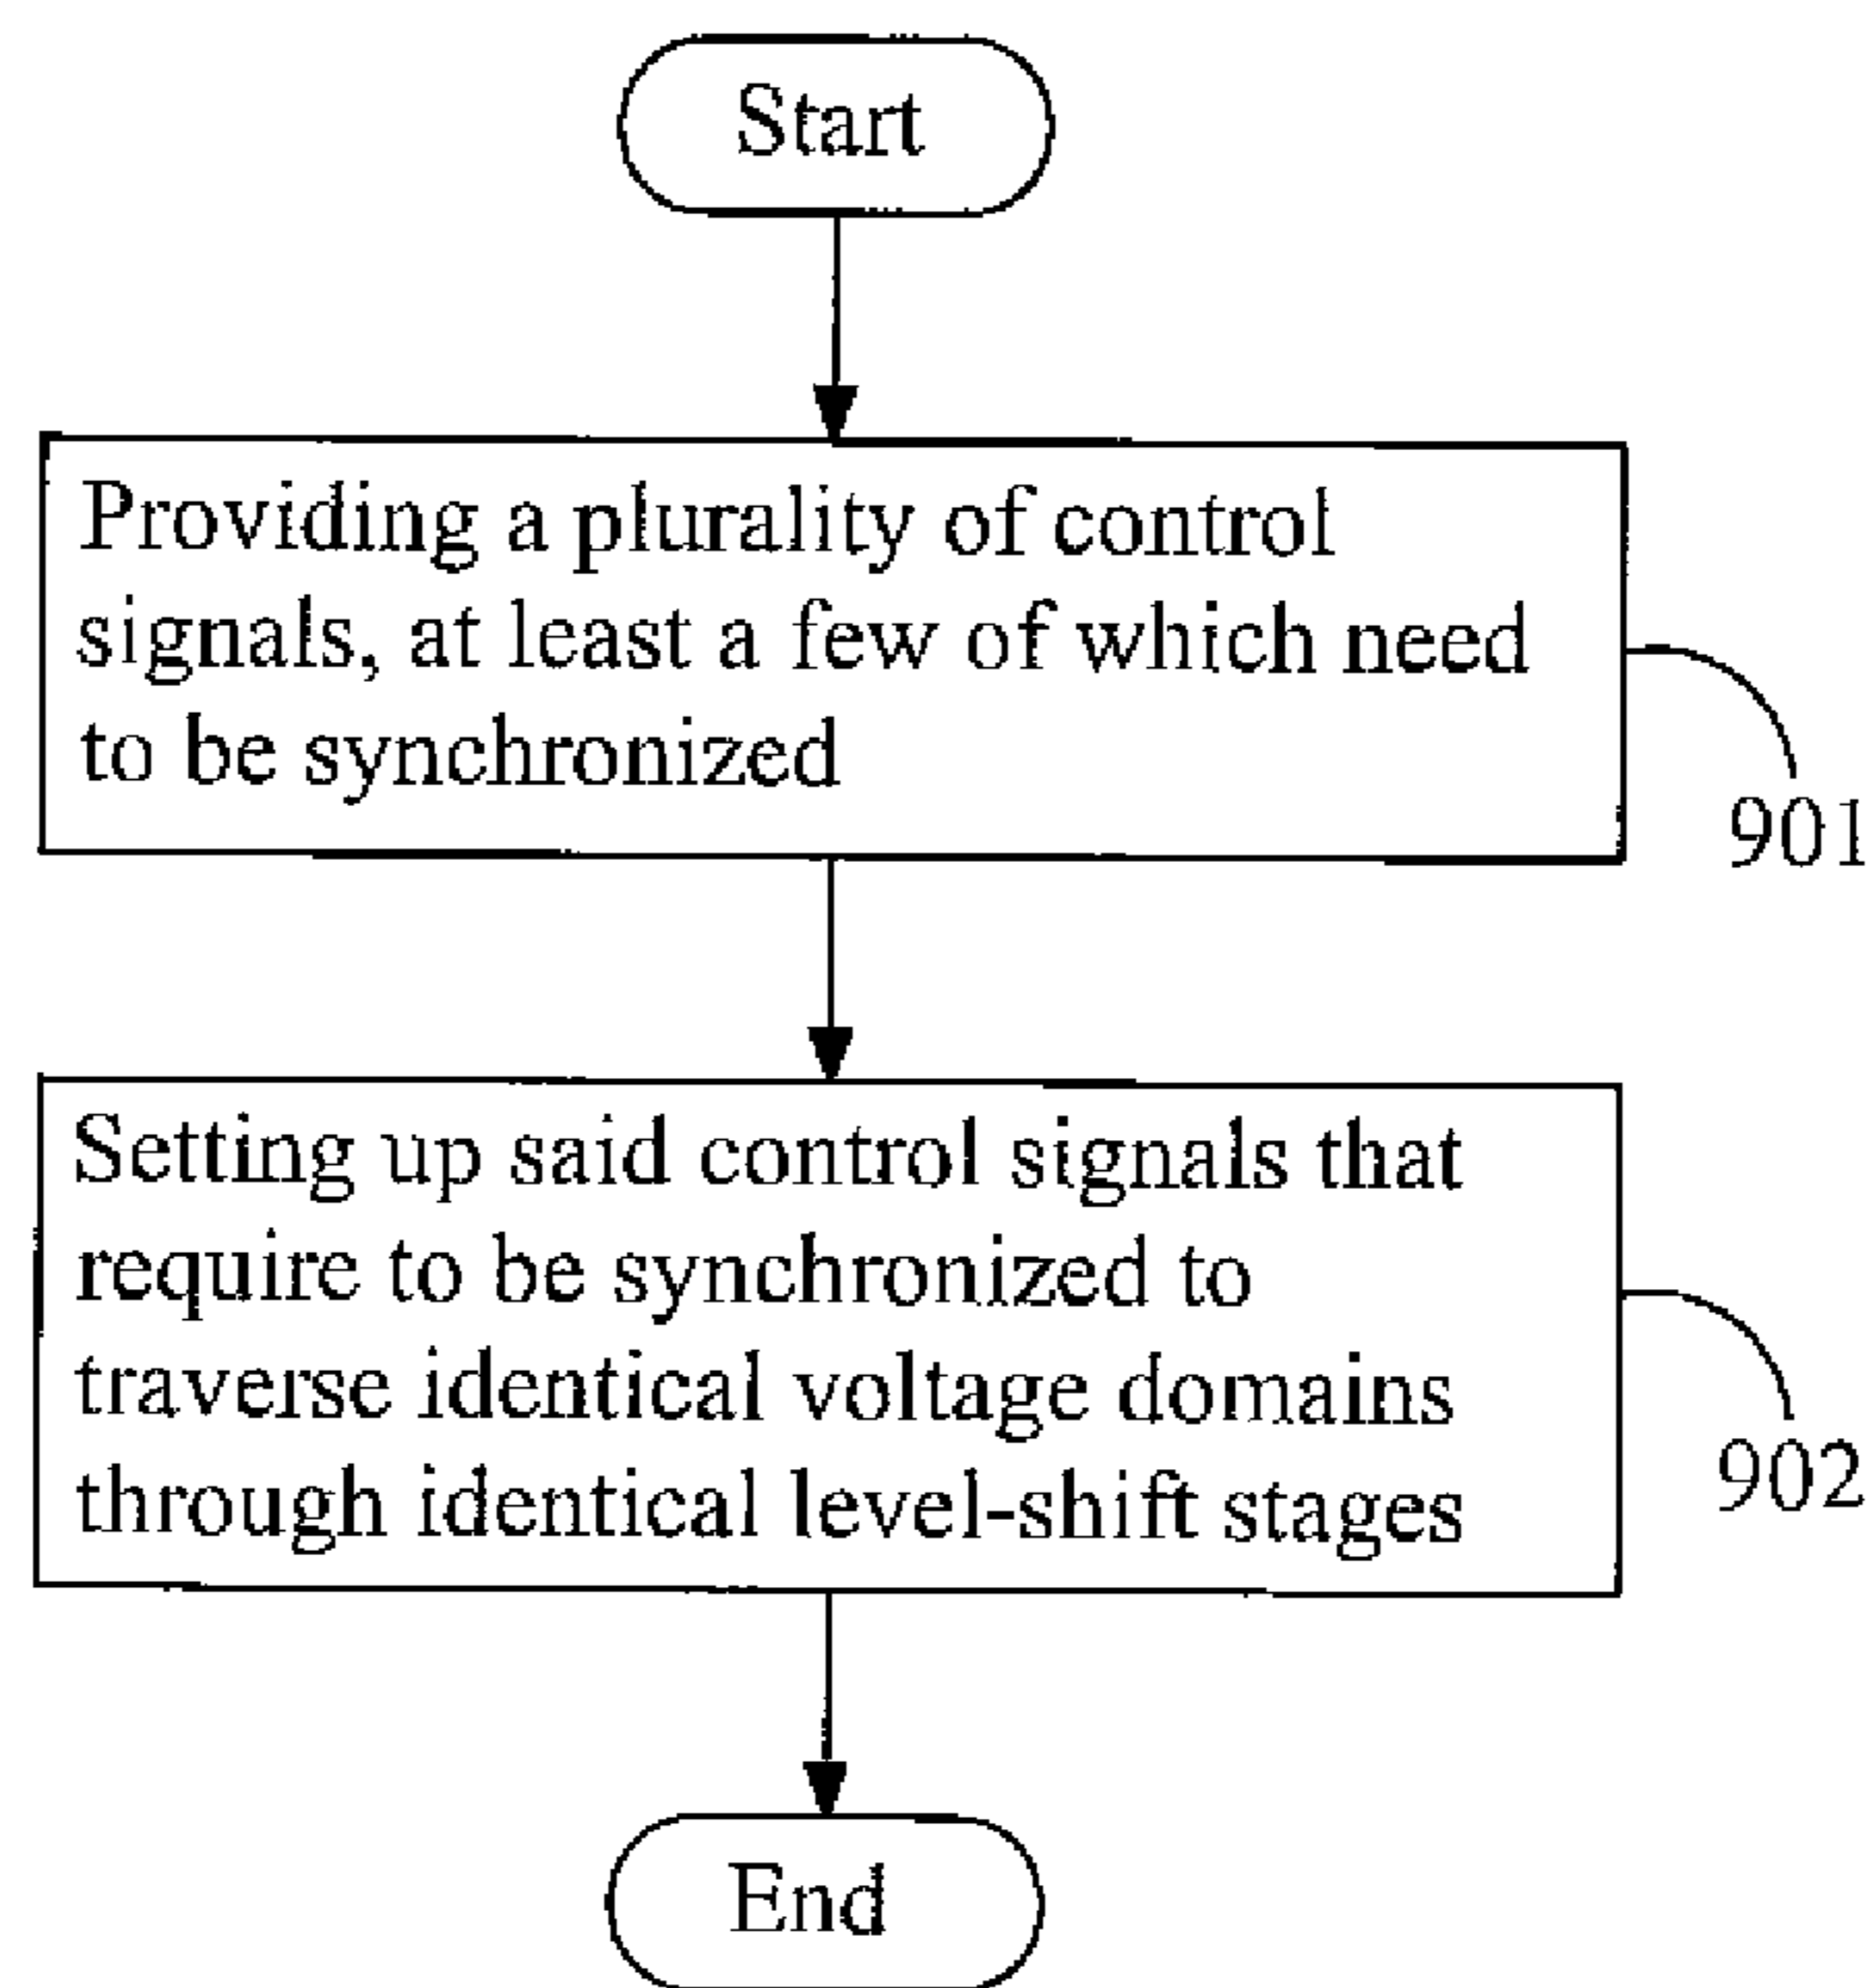 Start
Providing a plurality of control
signals, at least a few of which need
to be synchronized
901
Setting up said control signals that
require to be synchronized to
traverse identical voltage domains
through identical level-shift stages
902
End